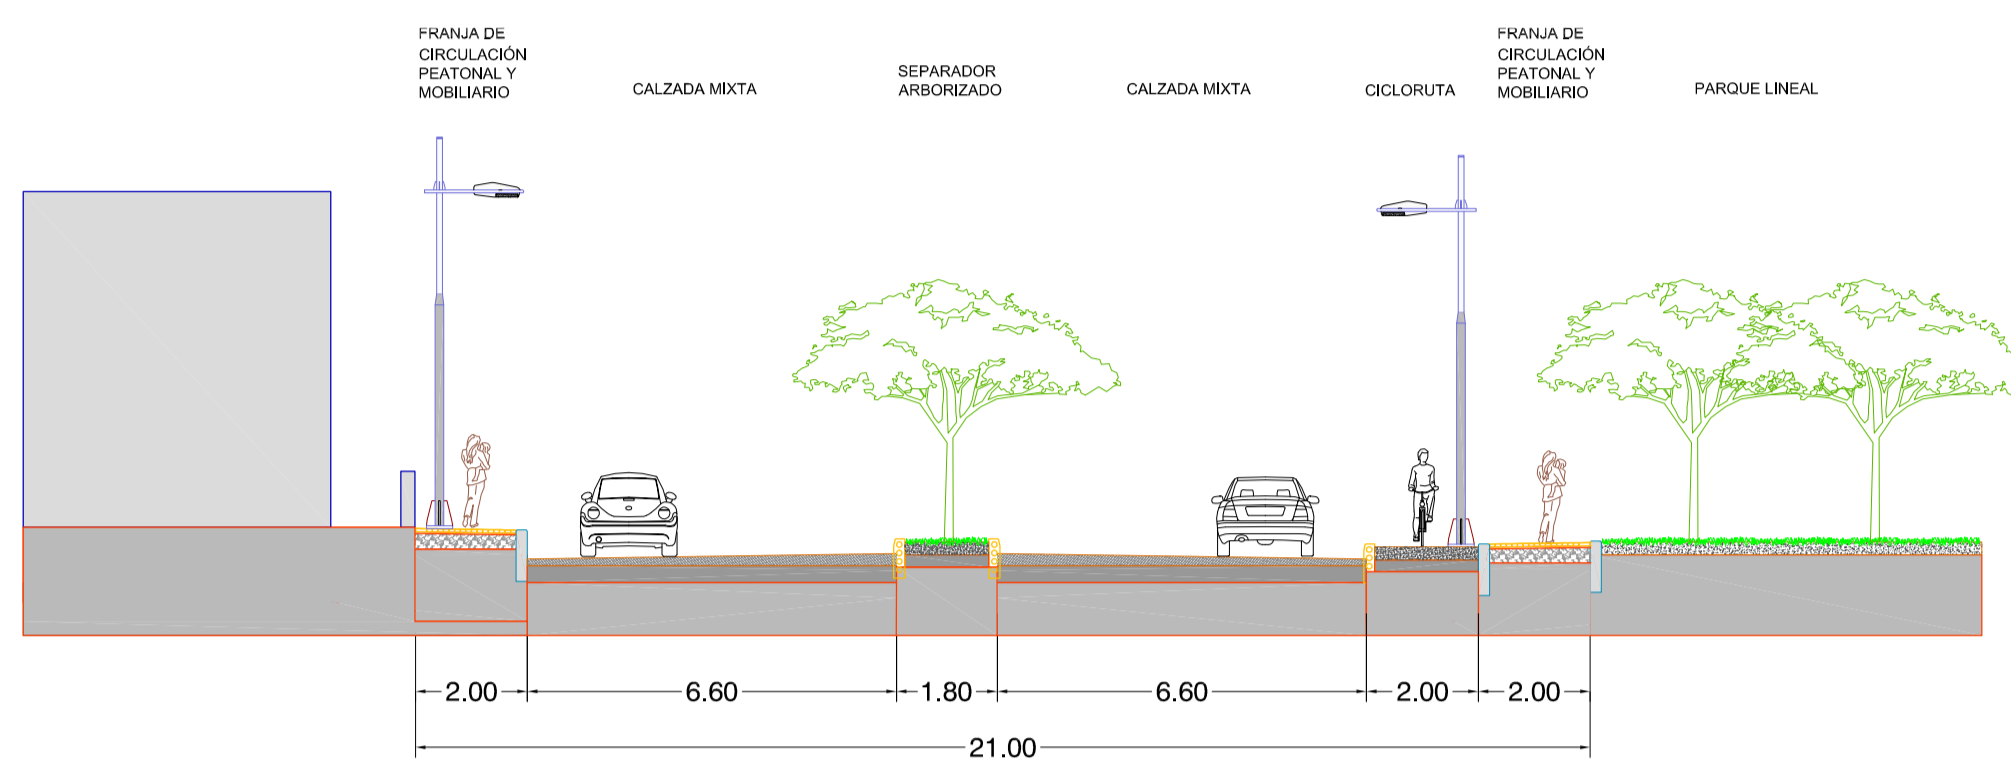 FRANJA DE
CIRCULACIÓN
PEATONAL Y
MOBILIARIO
CALZADA MIXTA
SEPARADOR
ARBORIZADO
CALZADA MIXTA
CICLORUTA
FRANJA DE
CIRCULACIÓN
PEATONAL Y
MOBILIARIO
PARQUE LINEAL
2.00
6.60
1.80
6.60
2.00
2.00
21.00